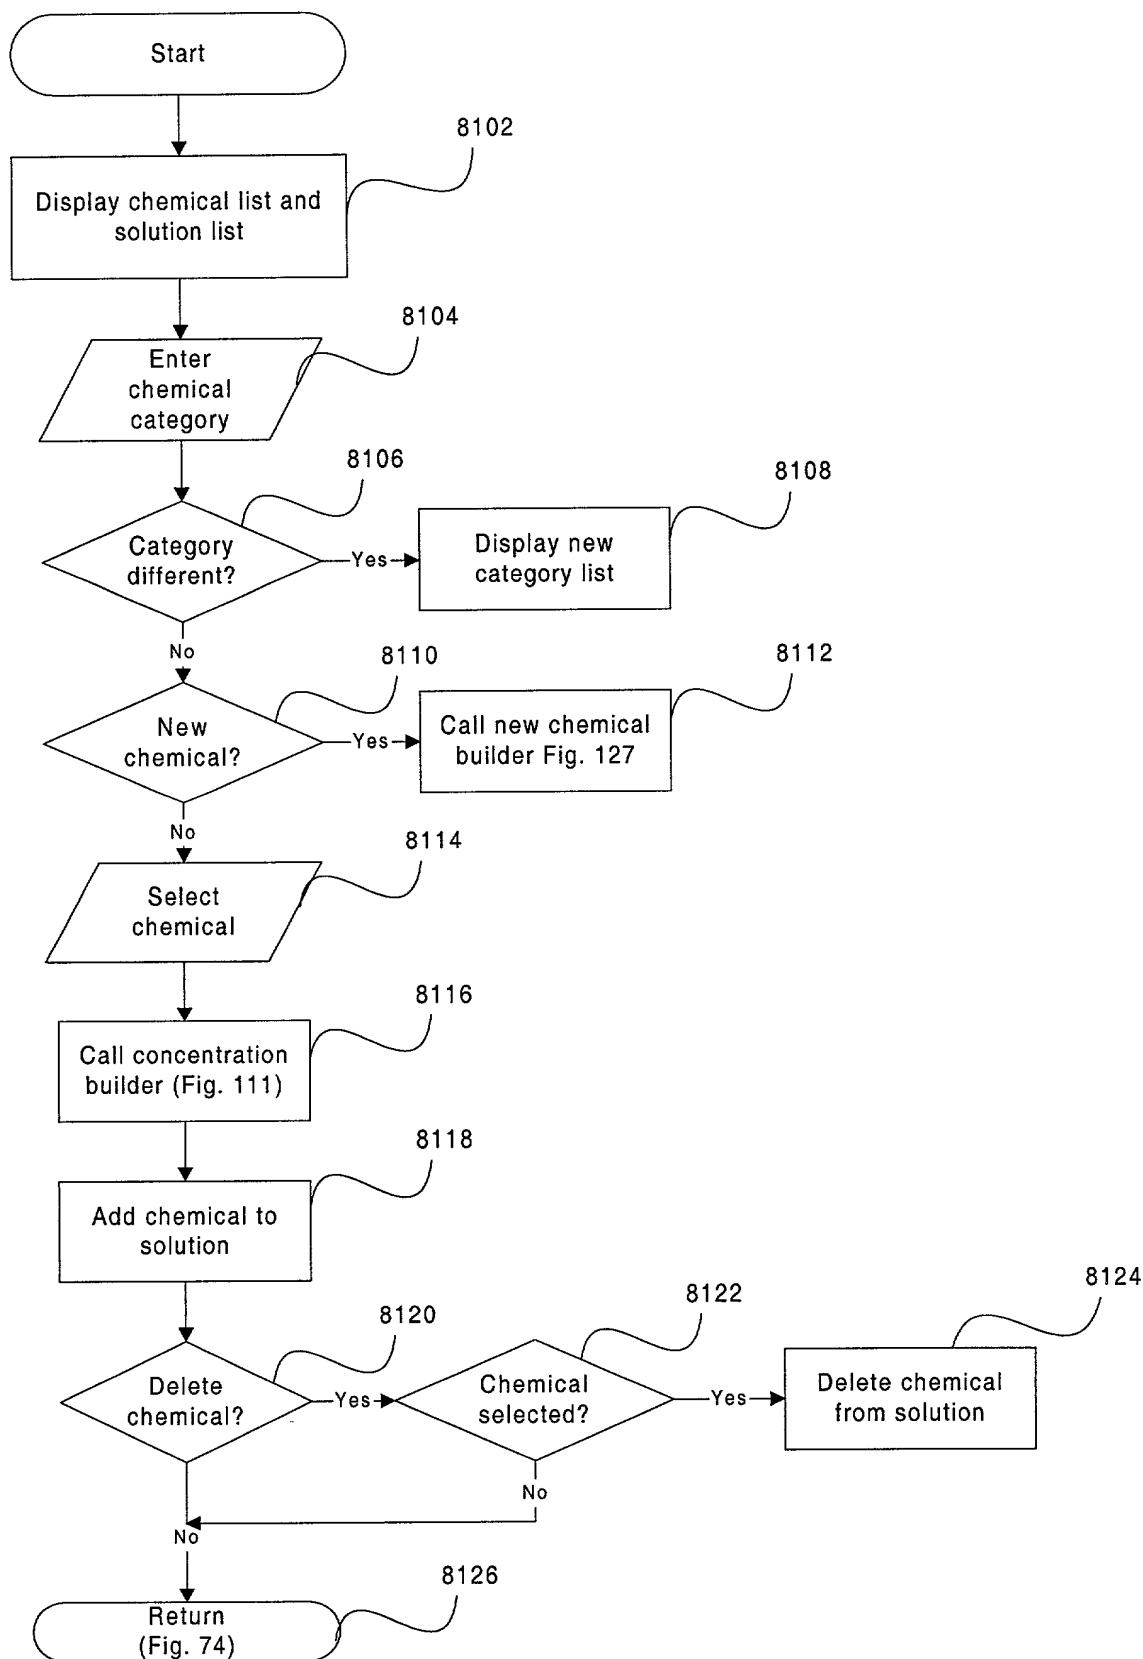 Start
8102
Display chemical list and
solution list
8104
Enter
chemical
category
8106
8108
Category
different?
Yes
Display new
category list
No
8110
8112
New
chemical?
Yes
Call new chemical
builder Fig. 127
No
8114
Select
chemical
8116
Call concentration
builder (Fig. 111)
8118
Add chemical to
solution
8120
8122
8124
Delete
chemical?
Yes
Chemical
selected?
Yes
Delete chemical
from solution
No
No
8126
Return
(Fig. 74)